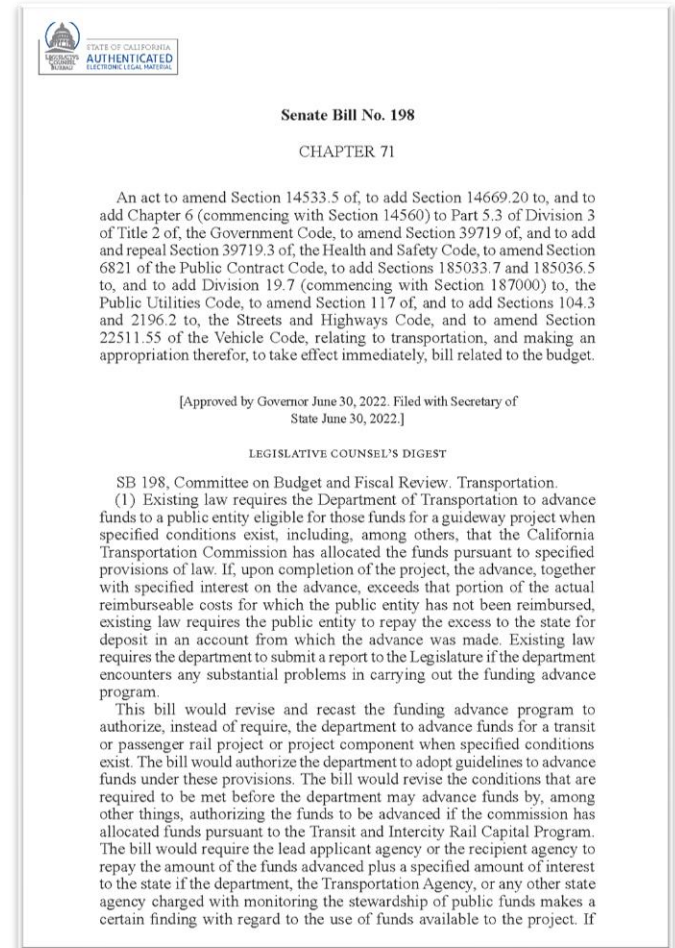 LEGISLATIVE
COUNSEL
BUREAU
STATE OF CALIFORNIA
AUTHENTICATED
ELECTRONIC LEGAL MATERIAL
Senate Bill No. 198
CHAPTER 71
An act to amend Section 14533.5 of, to add Section 14669.20 to, and to
add Chapter 6 (commencing with Section 14560) to Part 5.3 of Division 3
of Title 2 of, the Government Code, to amend Section 39719 of, and to add
and repeal Section 39719.3 of, the Health and Safety Code, to amend Section
6821 of the Public Contract Code, to add Sections 185033.7 and 185036.5
to, and to add Division 19.7 (commencing with Section 187000) to, the
Public Utilities Code, to amend Section 117 of, and to add Sections 104.3
and 2196.2 to, the Streets and Highways Code, and to amend Section
22511.55 of the Vehicle Code, relating to transportation, and making an
appropriation therefor, to take effect immediately, bill related to the budget.
[Approved by Governor June 30, 2022. Filed with Secretary of
State June 30, 2022.]
LEGISLATIVE COUNSEL’S DIGEST
SB 198, Committee on Budget and Fiscal Review. Transportation.
(1) Existing law requires the Department of Transportation to advance
funds to a public entity eligible for those funds for a guideway project when
specified conditions exist, including, among others, that the California
Transportation Commission has allocated the funds pursuant to specified
provisions of law. If, upon completion of the project, the advance, together
with specified interest on the advance, exceeds that portion of the actual
reimburseable costs for which the public entity has not been reimbursed,
existing law requires the public entity to repay the excess to the state for
deposit in an account from which the advance was made. Existing law
requires the department to submit a report to the Legislature if the department
encounters any substantial problems in carrying out the funding advance
program.
This bill would revise and recast the funding advance program to
authorize, instead of require, the department to advance funds for a transit
or passenger rail project or project component when specified conditions
exist. The bill would authorize the department to adopt guidelines to advance
funds under these provisions. The bill would revise the conditions that are
required to be met before the department may advance funds by, among
other things, authorizing the funds to be advanced if the commission has
allocated funds pursuant to the Transit and Intercity Rail Capital Program.
The bill would require the lead applicant agency or the recipient agency to
repay the amount of the funds advanced plus a specified amount of interest
to the state if the department, the Transportation Agency, or any other state
agency charged with monitoring the stewardship of public funds makes a
certain finding with regard to the use of funds available to the project. If